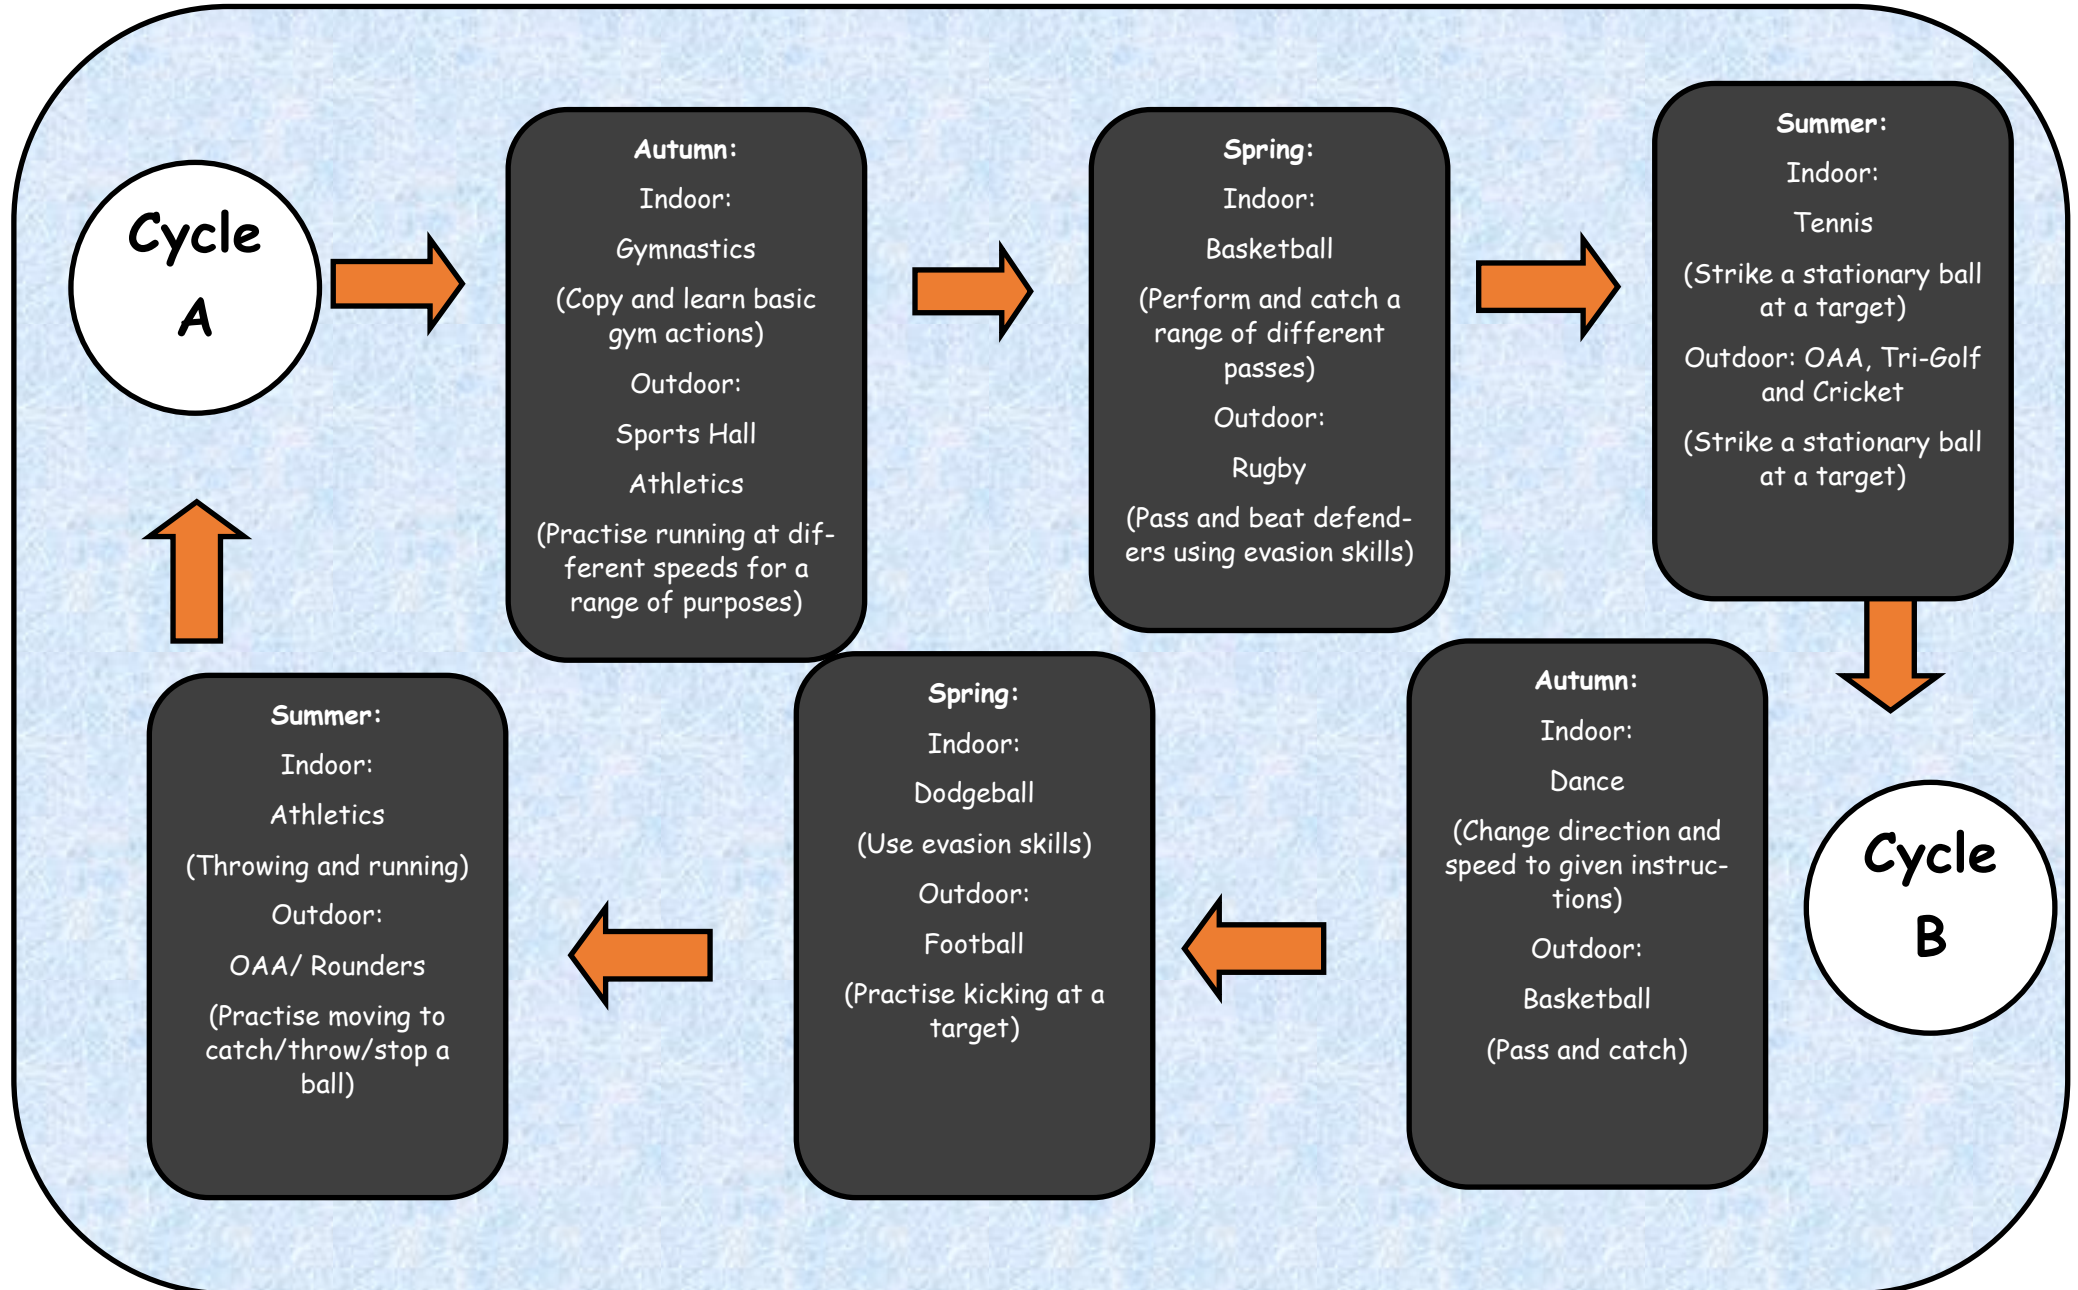 Cycle
A
Autumn:
Indoor:
Gymnastics
(Copy and learn basic
gym actions)
Outdoor:
Sports Hall
Athletics
(Practise running at dif-
ferent speeds for a
range of purposes)
Spring:
Indoor:
Basketball
(Perform and catch a
range of different
passes)
Outdoor:
Rugby
(Pass and beat defend-
ers using evasion skills)
Summer:
Indoor:
Tennis
(Strike a stationary ball
at a target)
Outdoor: OAA, Tri-Golf
and Cricket
(Strike a stationary ball
at a target)
Cycle
B
Autumn:
Indoor:
Dance
(Change direction and
speed to given instruc-
tions)
Outdoor:
Basketball
(Pass and catch)
Spring:
Indoor:
Dodgeball
(Use evasion skills)
Outdoor:
Football
(Practise kicking at a
target)
Summer:
Indoor:
Athletics
(Throwing and running)
Outdoor:
OAA/ Rounders
(Practise moving to
catch/throw/stop a
ball)